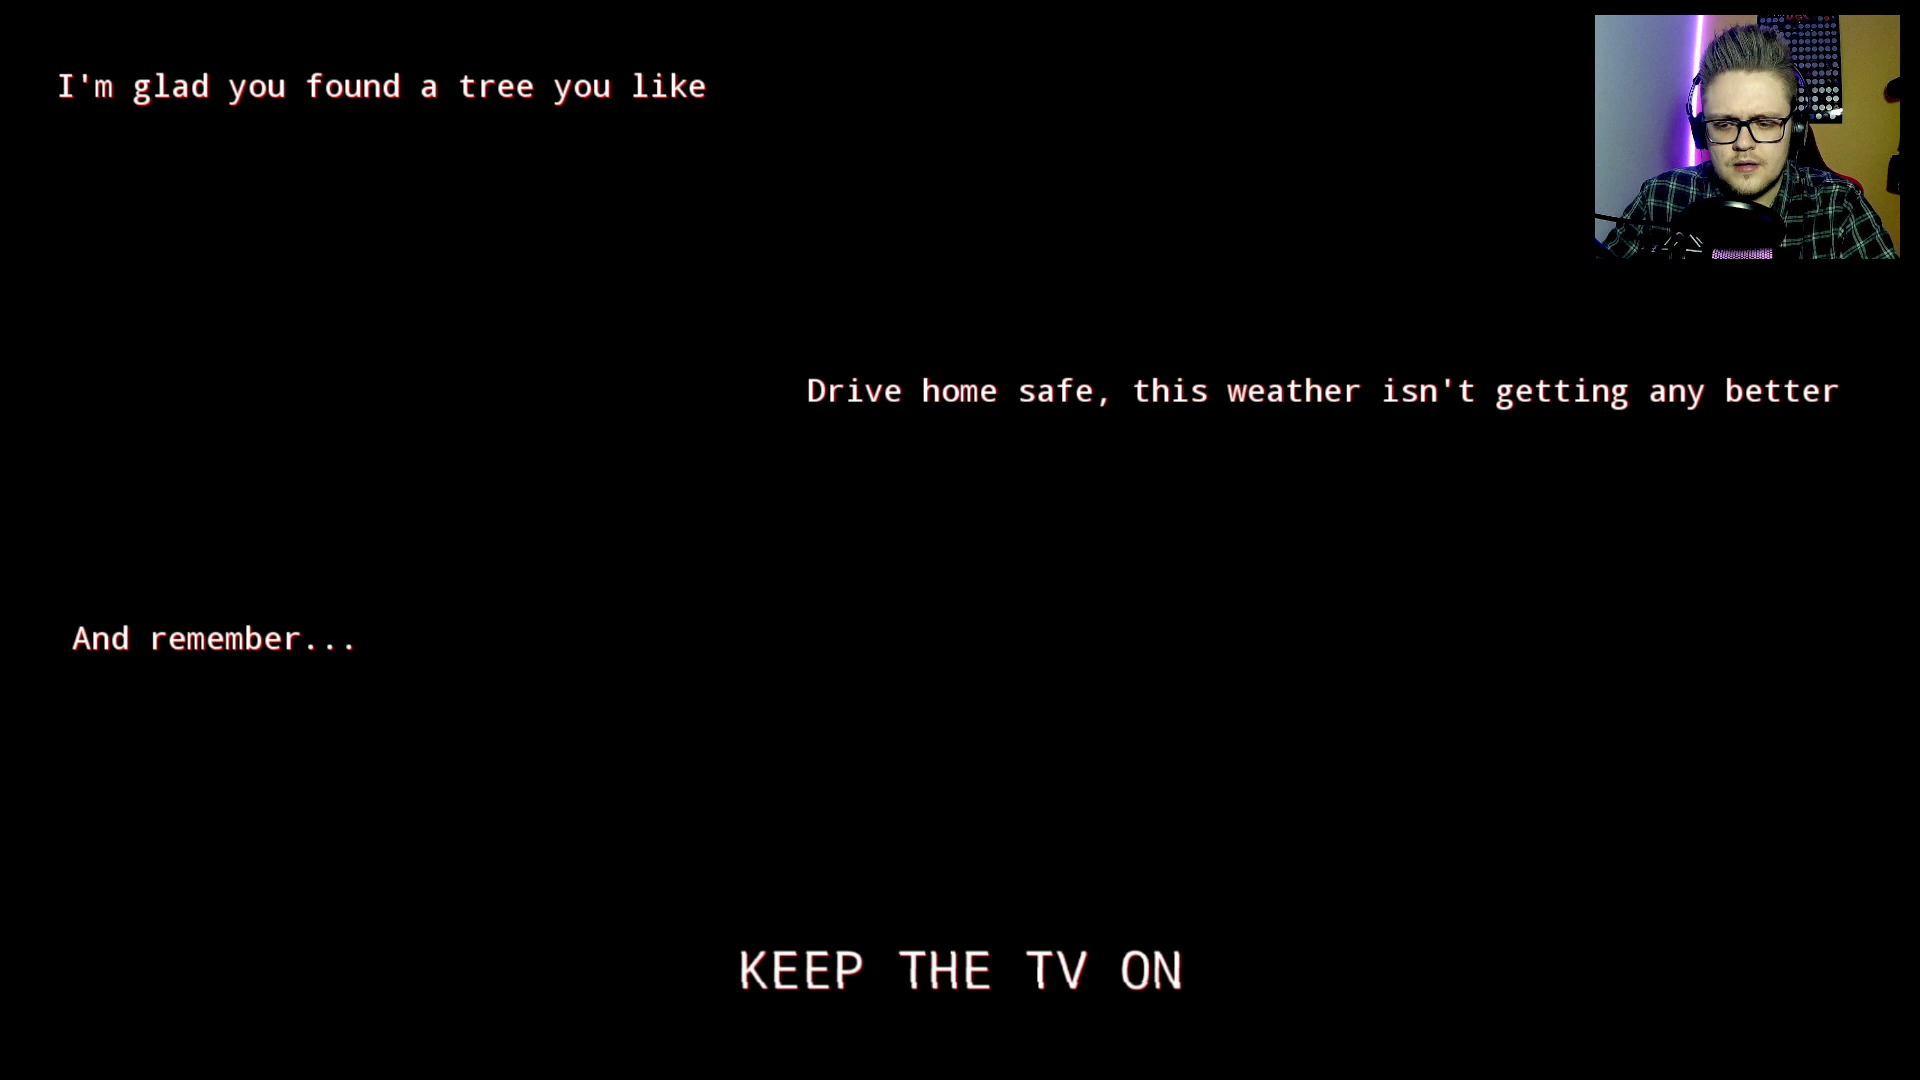 I'm glad you found a tree you like
Drive home safe, this weather isn't getting any better
And remember...
KEEP THE TV ON